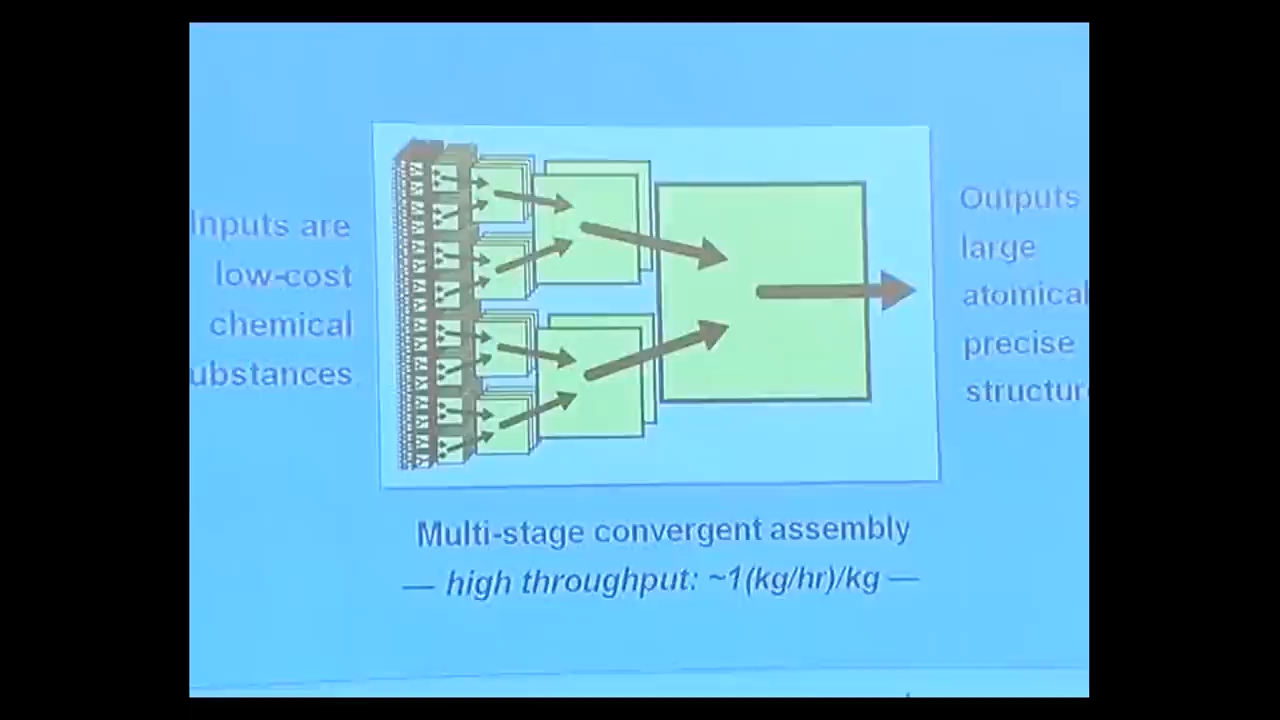 Inputs are
low-cost
chemical
ubstances
Outputs
large
atomical
precise
structur
Multi-stage convergent assembly
— high throughput: ~1(kg/hr)/kg —